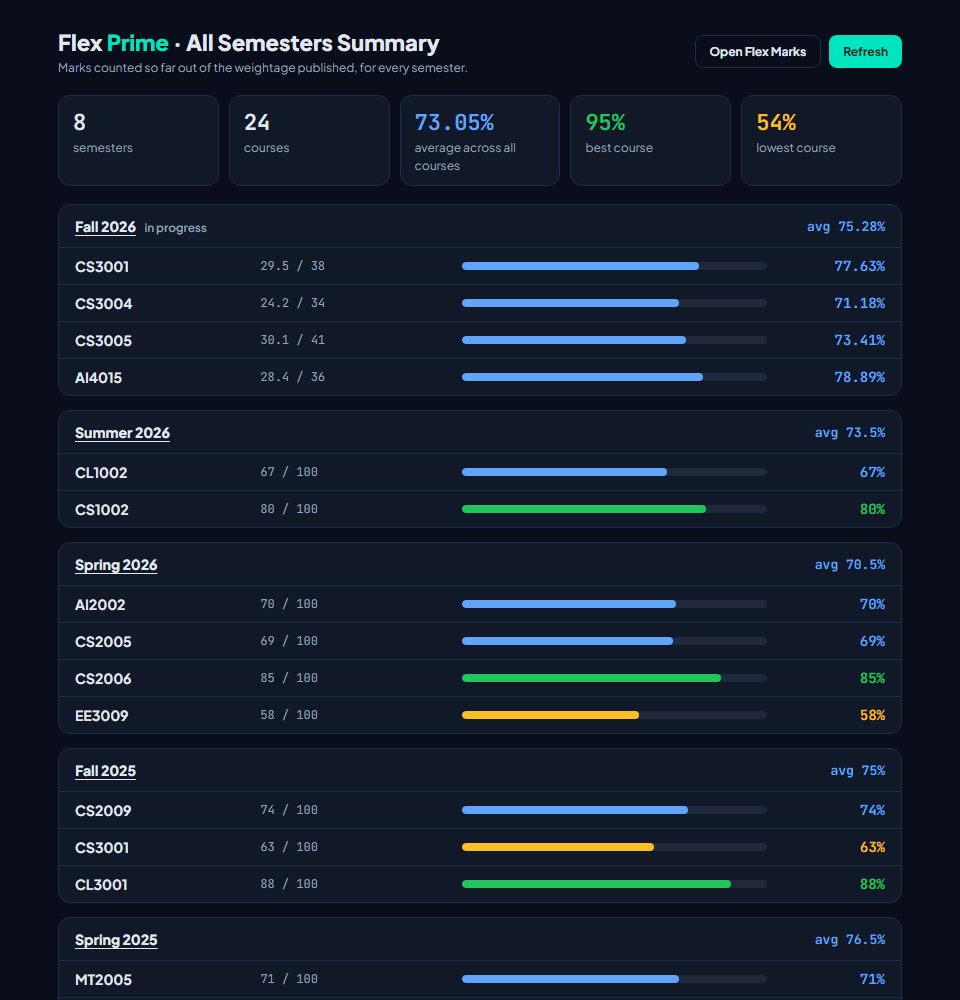 Flex Prime · All Semesters Summary
Marks counted so far out of the weightage published, for every semester.
Open Flex Marks
Refresh
8
semesters
24
courses
73.05%
average across all
courses
95%
best course
54%
lowest course
Fall 2026 in progress avg 75.28%
CS3001 29.5 / 38 77.63%
CS3004 24.2 / 34 71.18%
CS3005 30.1 / 41 73.41%
AI4015 28.4 / 36 78.89%
Summer 2026 avg 73.5%
CL1002 67 / 100 67%
CS1002 80 / 100 80%
Spring 2026 avg 70.5%
AI2002 70 / 100 70%
CS2005 69 / 100 69%
CS2006 85 / 100 85%
EE3009 58 / 100 58%
Fall 2025 avg 75%
CS2009 74 / 100 74%
CS3001 63 / 100 63%
CL3001 88 / 100 88%
Spring 2025 avg 76.5%
MT2005 71 / 100 71%